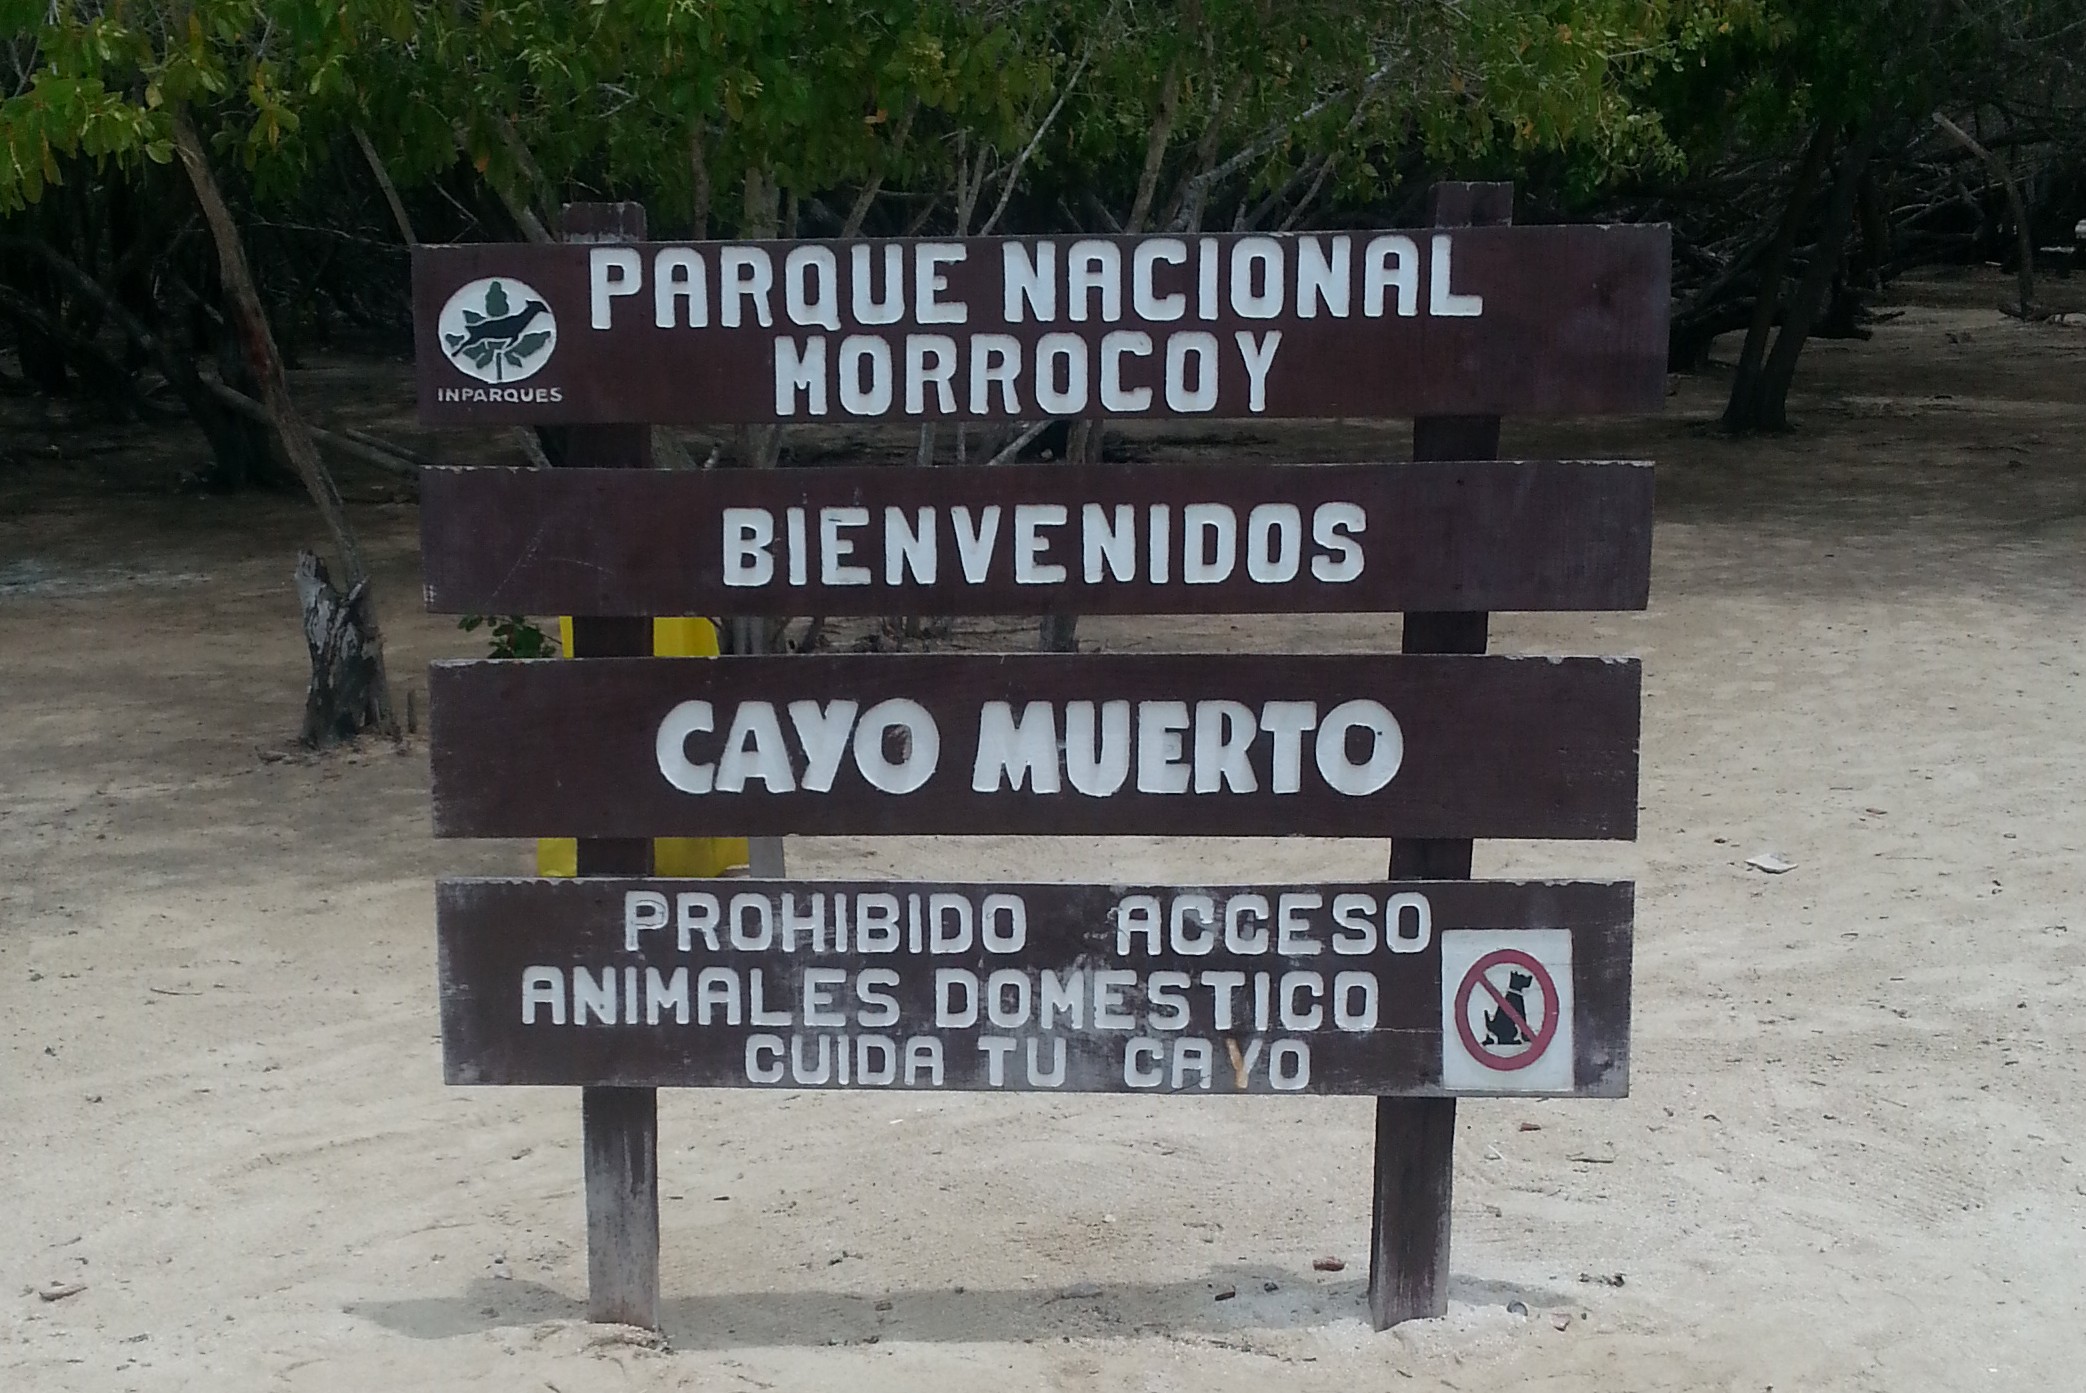 PARQUE NACIONAL
MORROCOY
INPARQUES
BIENVENIDOS
CAYO MUERTO
PROHIBIDO ACCESO
ANIMALES DOMESTICO
CUIDA TU CAYO